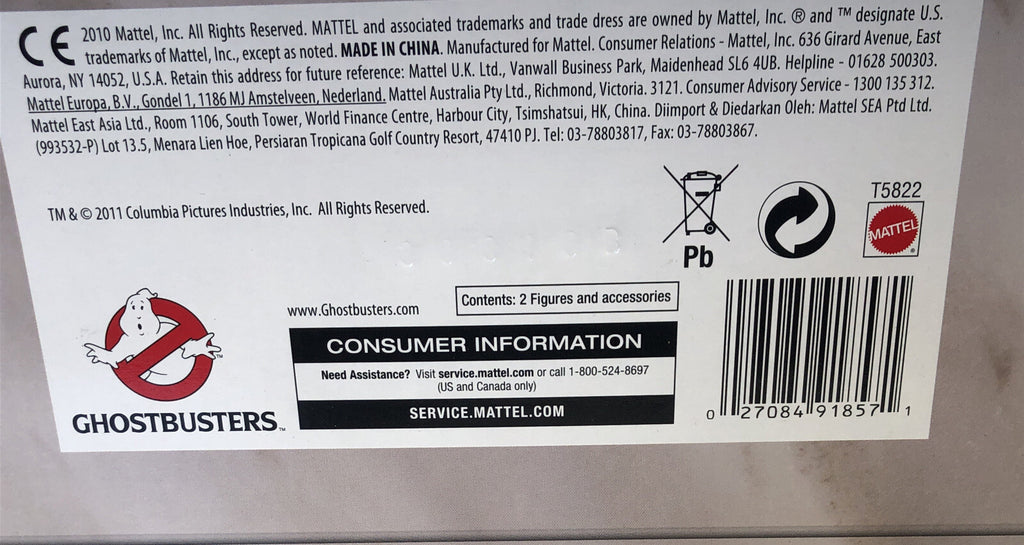 CE 2010 Mattel, Inc. All Rights Reserved. MATTEL and associated trademarks and trade dress are owned by Mattel, Inc. ® and ™ designate U.S.
trademarks of Mattel, Inc., except as noted. MADE IN CHINA. Manufactured for Mattel. Consumer Relations - Mattel, Inc. 636 Girard Avenue, East
Aurora, NY 14052, U.S.A. Retain this address for future reference: Mattel U.K. Ltd., Vanwall Business Park, Maidenhead SL6 4UB. Helpline - 01628 500303.
Mattel Europa, B.V., Gondel 1, 1186 MJ Amstelveen, Nederland. Mattel Australia Pty Ltd., Richmond, Victoria. 3121. Consumer Advisory Service - 1300 135 312.
Mattel East Asia Ltd., Room 1106, South Tower, World Finance Centre, Harbour City, Tsimshatsui, HK, China. Diimport & Diedarkan Oleh: Mattel SEA Ptd Ltd.
(993532-P) Lot 13.5, Menara Lien Hoe, Persiaran Tropicana Golf Country Resort, 47410 PJ. Tel: 03-78803817, Fax: 03-78803867.
TM & © 2011 Columbia Pictures Industries, Inc. All Rights Reserved.
Pb
T5822
MATTEL®
GHOSTBUSTERS™
www.Ghostbusters.com
Contents: 2 Figures and accessories
CONSUMER INFORMATION
Need Assistance? Visit service.mattel.com or call 1-800-524-8697
(US and Canada only)
SERVICE.MATTEL.COM
0 27084 91857 1